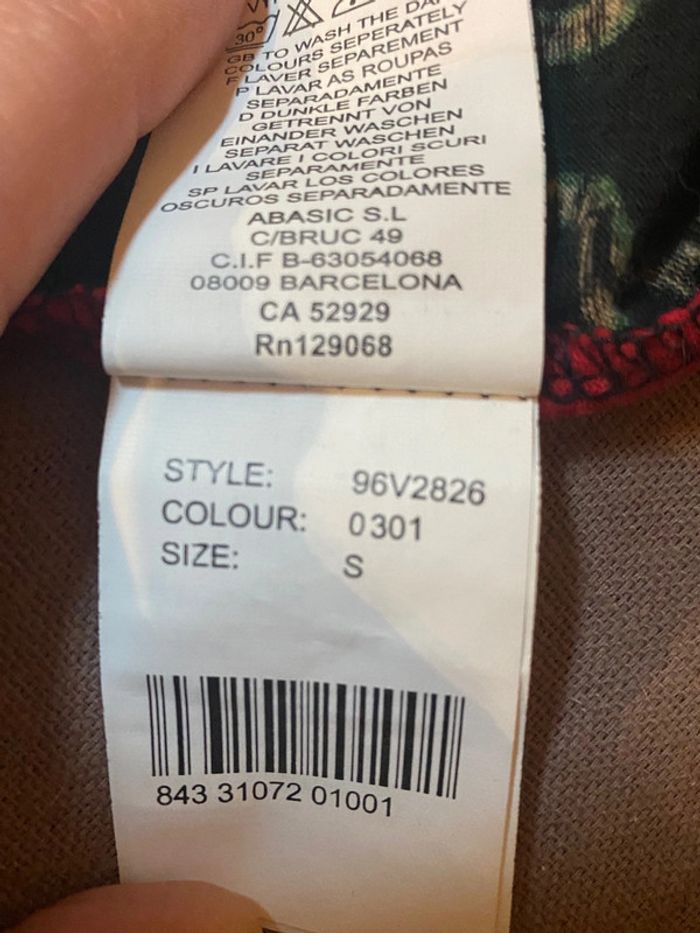 30°
GB TO WASH THE DA
COLOURS SEPERATELY
F LAVER SEPAREMENT
P LAVAR AS ROUPAS
SEPARADAMENTE
D DUNKLE FARBEN
GETRENNT VON
EINANDER WASCHEN
SEPARAT WASCHEN
I LAVARE I COLORI SCURI
SEPARAMENTE
SP LAVAR LOS COLORES
OSCUROS SEPARADAMENTE
ABASIC S.L
C/BRUC 49
C.I.F B-63054068
08009 BARCELONA
CA 52929
Rn129068
STYLE: 96V2826
COLOUR: 0301
SIZE: S
843 31072 01001